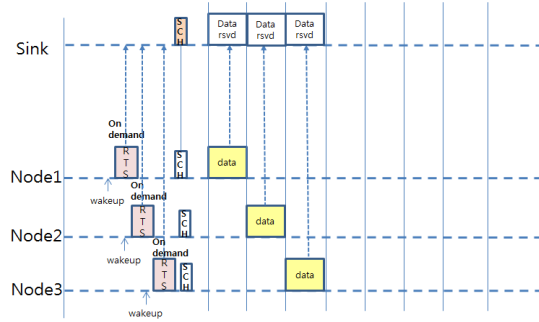 Sink
S
C
H
Data
rsvd
Data
rsvd
Data
rsvd
On
demand
R
T
S
S
C
H
data
Node1
wakeup
On
demand
R
T
S
S
C
H
data
Node2
wakeup
On
demand
R
T
S
S
C
H
data
Node3
wakeup